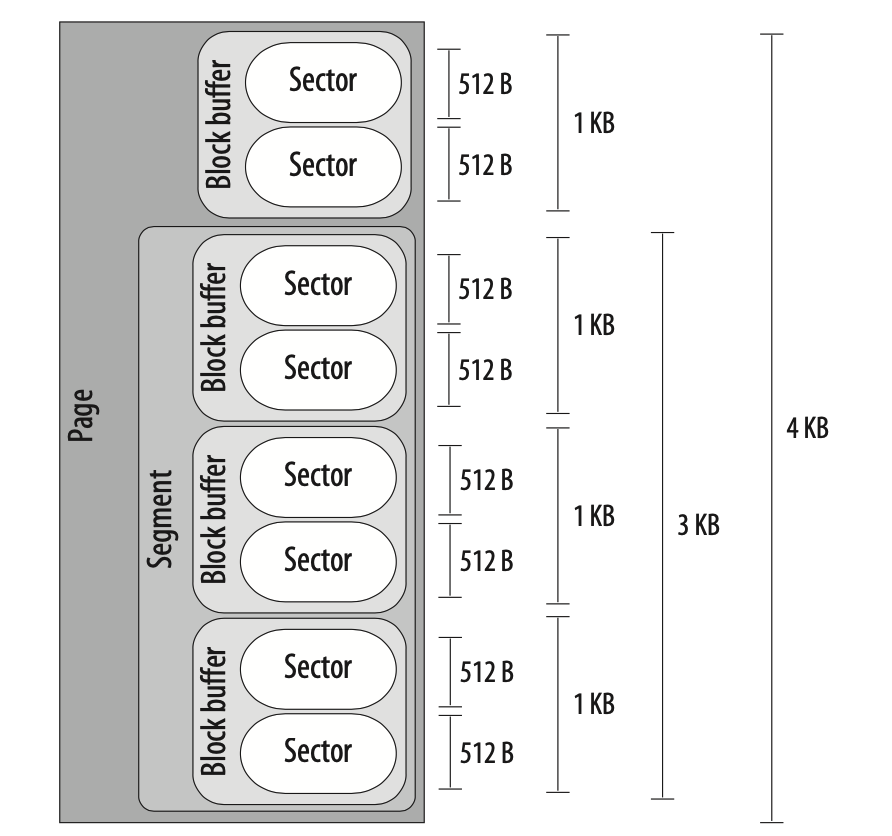 Page
Block buffer
Sector
512 B
Sector
512 B
1 KB
Segment
Block buffer
Sector
512 B
Sector
512 B
1 KB
Block buffer
Sector
512 B
Sector
512 B
1 KB
Block buffer
Sector
512 B
Sector
512 B
1 KB
3 KB
4 KB